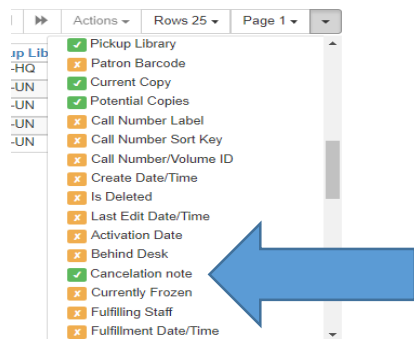 Actions Rows 25 Page 1
up Lib
-HQ
-UN
-UN
-UN
-UN
Pickup Library
Patron Barcode
Current Copy
Potential Copies
Call Number Label
Call Number Sort Key
Call Number/Volume ID
Create Date/Time
Is Deleted
Last Edit Date/Time
Activation Date
Behind Desk
Cancelation note
Currently Frozen
Fulfilling Staff
Fulfillment Date/Time